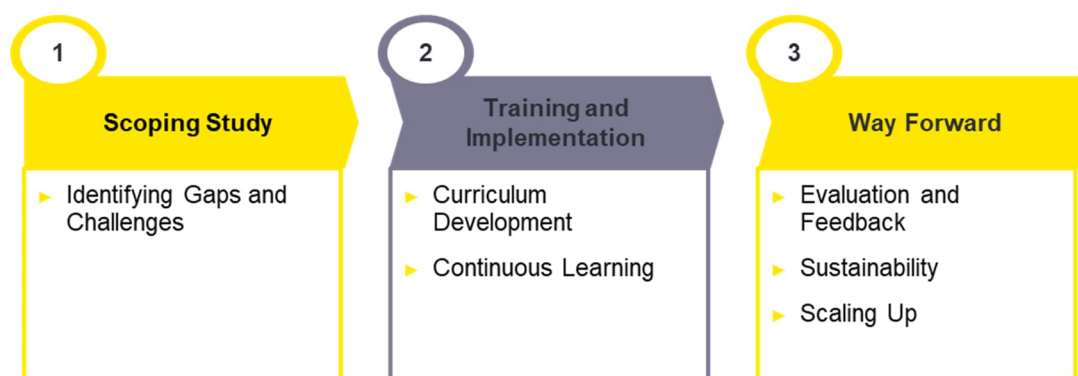 1
Scoping Study
Identifying Gaps and
Challenges
2
Training and
Implementation
Curriculum
Development
Continuous Learning
3
Way Forward
Evaluation and
Feedback
Sustainability
Scaling Up